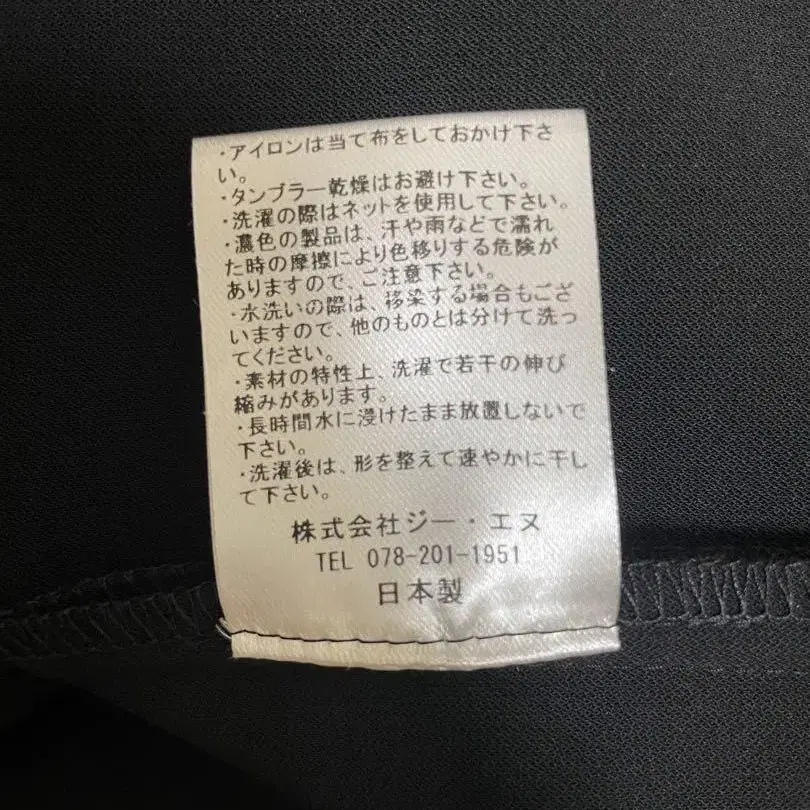 ・アイロンは当て布をしておかけ下さ
い。
・タンブラー乾燥はお避け下さい。
・洗濯の際はネットを使用して下さい。
・濃色の製品は、汗や雨などで濡れ
た時の摩擦により色移りする危険が
ありますので、ご注意下さい。
・水洗いの際は、移染する場合もござ
いますので、他のものとは分けて洗っ
てください。
・素材の特性上、洗濯で若干の伸び
縮みがあります。
・長時間水に浸けたまま放置しないで
下さい。
・洗濯後は、形を整えて速やかに干し
て下さい。
株式会社ジー・エヌ
TEL 078-201-1951
日本製